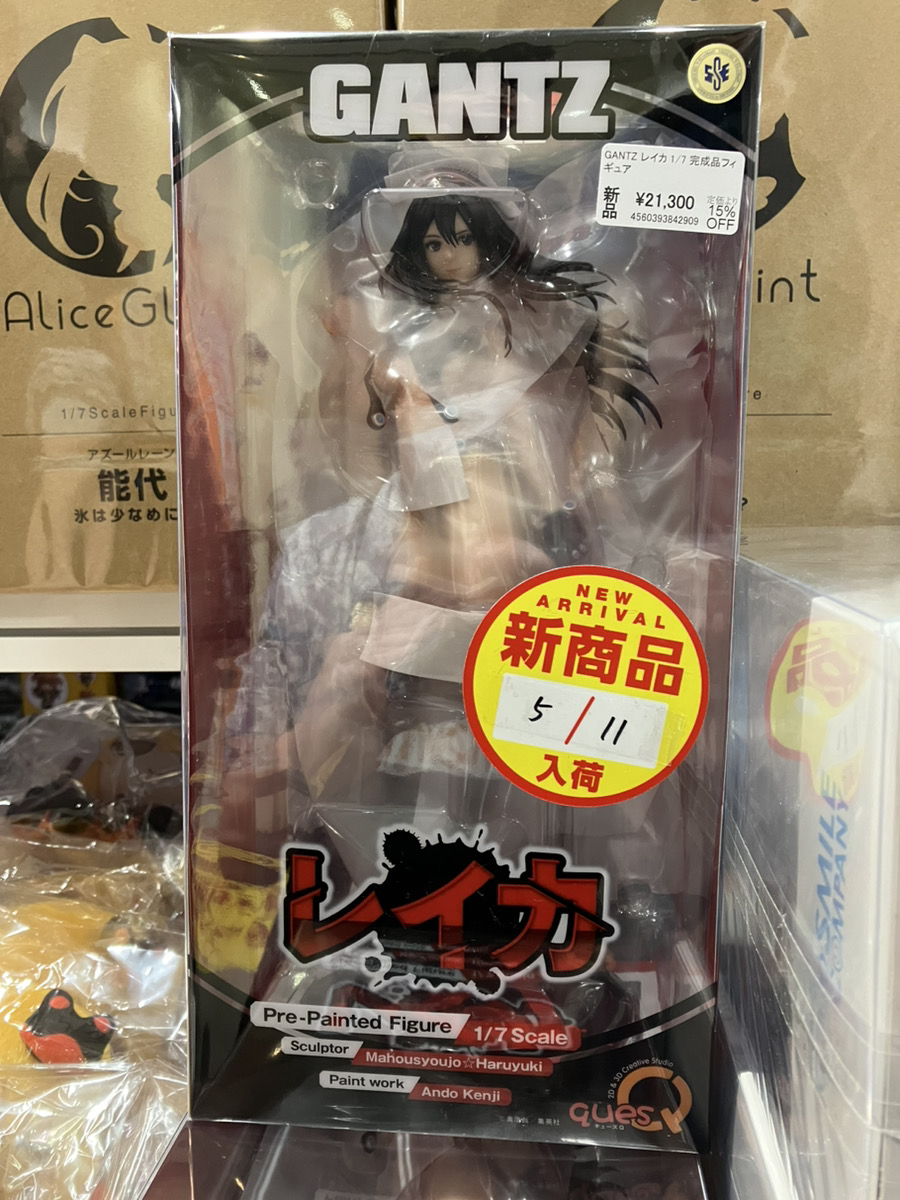 GANTZ
GANTZ レイカ 1/7 完成品フィ
ギュア
新品 ¥21,300 定価より
15%
OFF
4560393842909
AliceGl
int
1/7ScaleFigu
re
アズールレーン
能代
氷は少なめに
NEW
ARRIVAL
新商品
5/11
入荷
レイカ
Pre-Painted Figure 1/7 Scale
Sculptor Mahousyoujo☆Haruyuki
Paint work Ando Kenji
2D & 3D Creative Studio
quesQ
キューズQ
SMILE
COMPANY